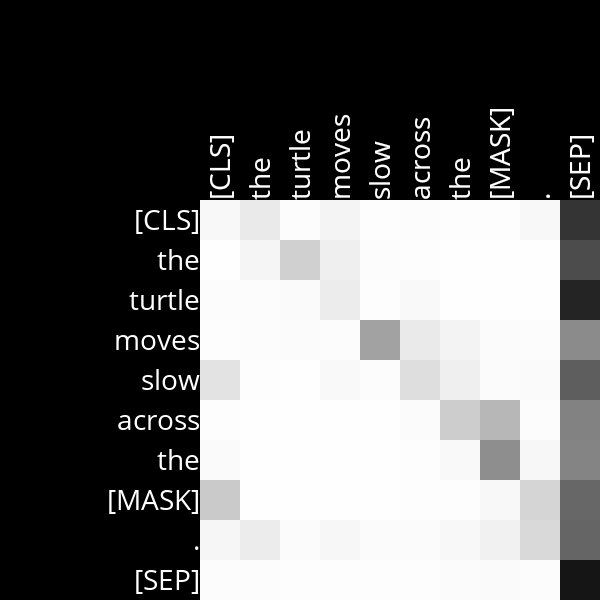 [CLS] the turtle moves slow across the [MASK] . [SEP]
[CLS]
the
turtle
moves
slow
across
the
[MASK]
.
[SEP]